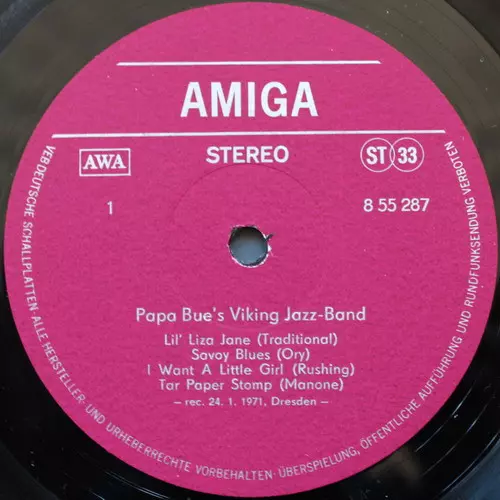 AMIGA
AWA
STEREO
ST 33
1
8 55 287
Papa Bue's Viking Jazz-Band
Lil' Liza Jane (Traditional)
Savoy Blues (Ory)
I Want A Little Girl (Rushing)
Tar Paper Stomp (Manone)
– rec. 24. 1. 1971, Dresden –
VEB DEUTSCHE SCHALLPLATTEN · ALLE HERSTELLER- UND URHEBERRECHTE VORBEHALTEN · ÜBERSPIELUNG, ÖFFENTLICHE AUFFÜHRUNG UND RUNDFUNKSENDUNG VERBOTEN